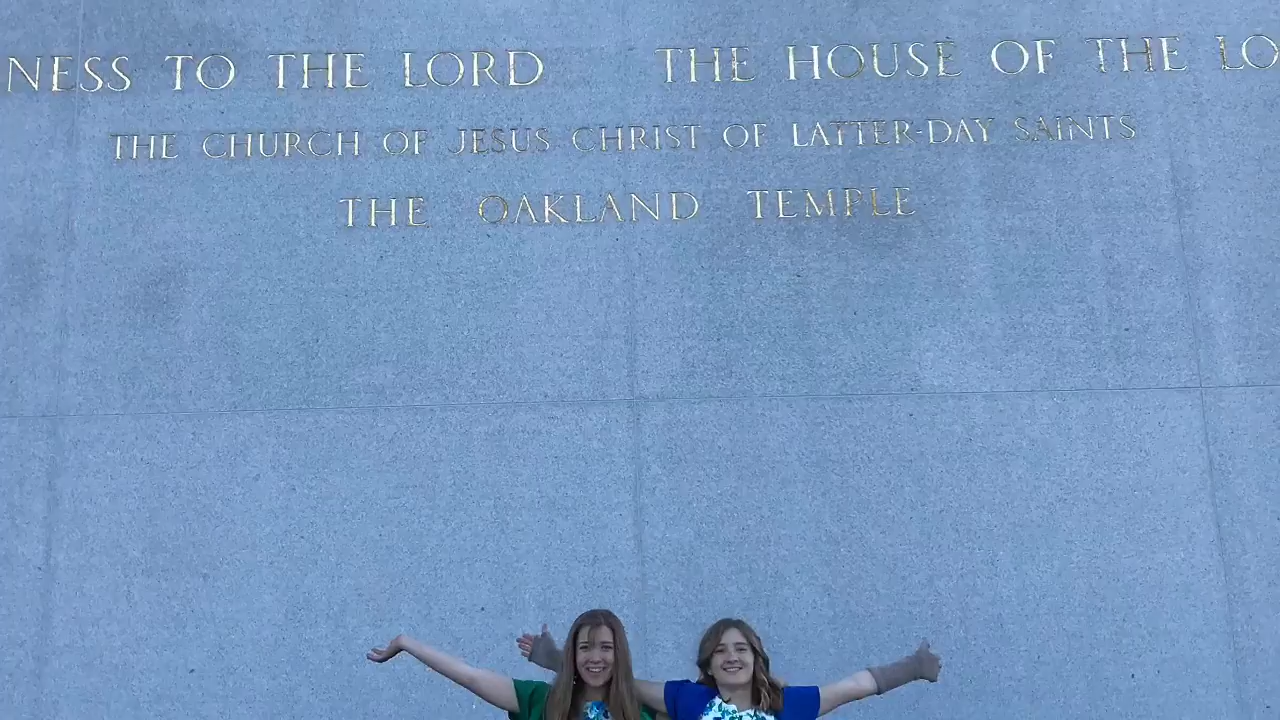 NESS TO THE LORD THE HOUSE OF THE LO
THE CHURCH OF JESUS CHRIST OF LATTER-DAY SAINTS
THE OAKLAND TEMPLE